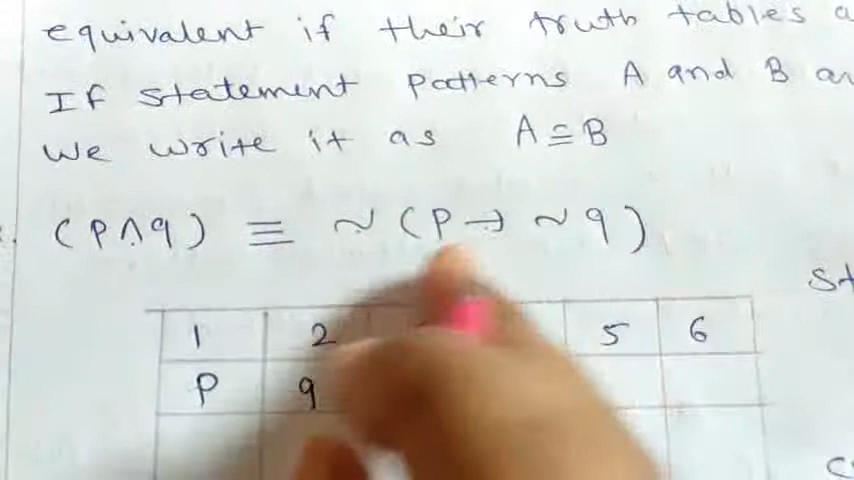 equivalent if their truth tables
If statement patterns A and B
We write it as A ≡ B
(p∧q) ≡ ~(p→ ~q)
1 2 5 6
p q